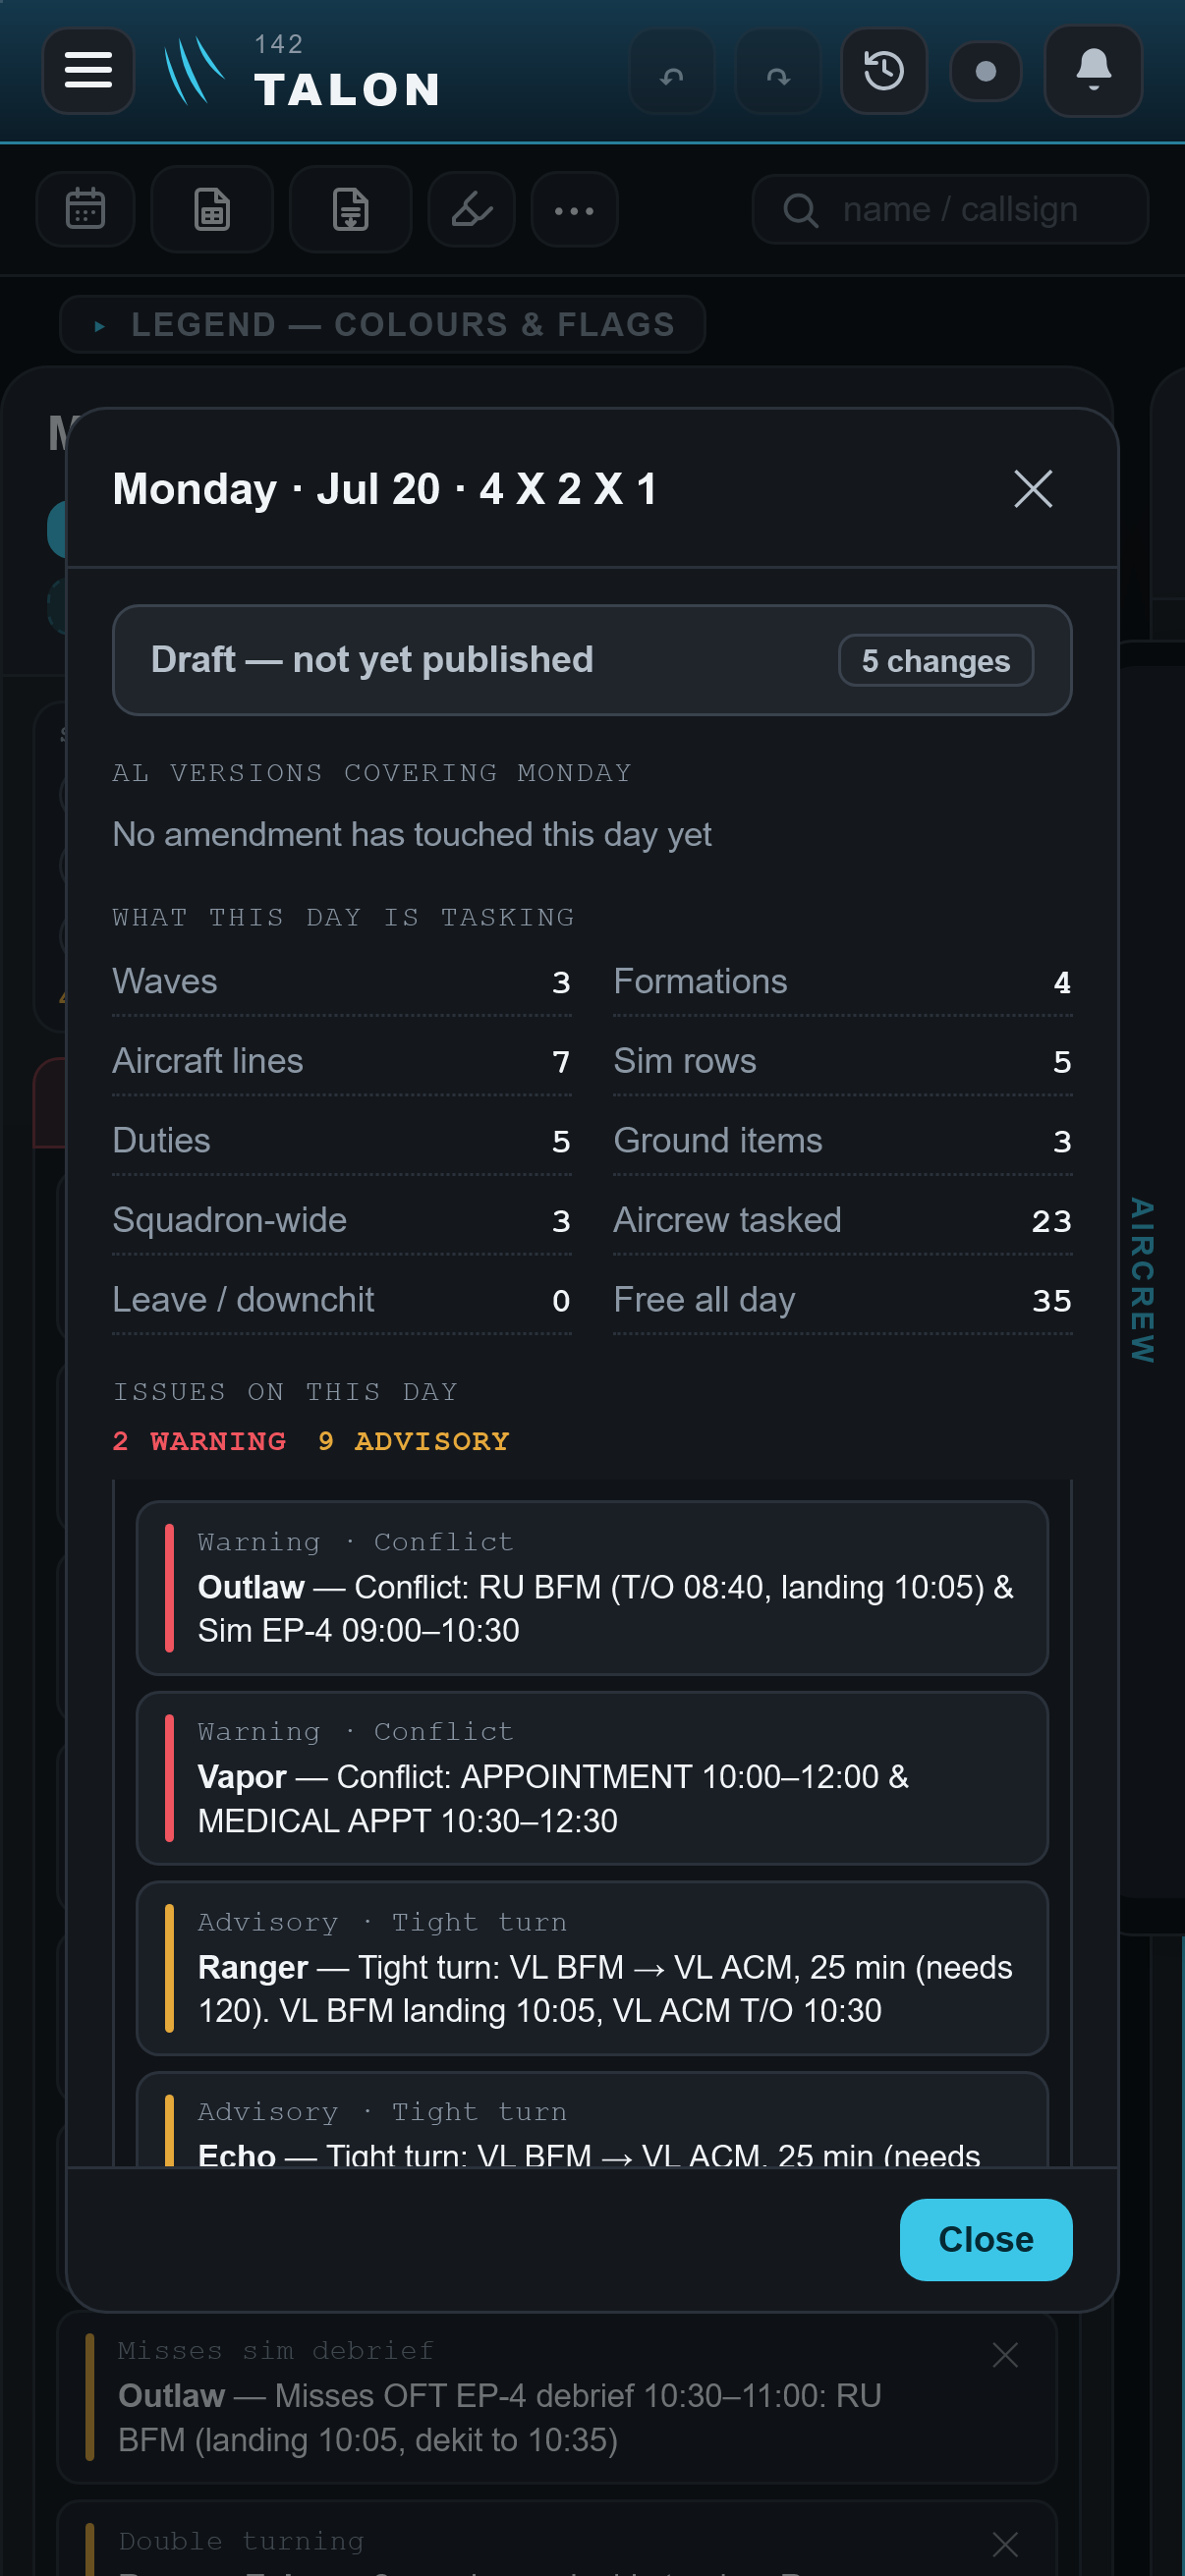 142
TALON
name / callsign
▸ LEGEND — COLOURS & FLAGS
Monday · Jul 20 · 4 X 2 X 1
Draft — not yet published
5 changes
AL VERSIONS COVERING MONDAY
No amendment has touched this day yet
WHAT THIS DAY IS TASKING
Waves 3 Formations 4
Aircraft lines 7 Sim rows 5
Duties 5 Ground items 3
Squadron-wide 3 Aircrew tasked 23
Leave / downchit 0 Free all day 35
AIRCREW
ISSUES ON THIS DAY
2 WARNING 9 ADVISORY
Warning · Conflict
Outlaw — Conflict: RU BFM (T/O 08:40, landing 10:05) &
Sim EP-4 09:00–10:30
Warning · Conflict
Vapor — Conflict: APPOINTMENT 10:00–12:00 &
MEDICAL APPT 10:30–12:30
Advisory · Tight turn
Ranger — Tight turn: VL BFM → VL ACM, 25 min (needs
120). VL BFM landing 10:05, VL ACM T/O 10:30
Advisory · Tight turn
Echo — Tight turn: VL BFM → VL ACM, 25 min (needs
Close
Misses sim debrief
Outlaw — Misses OFT EP-4 debrief 10:30–11:00: RU
BFM (landing 10:05, dekit to 10:35)
Double turning